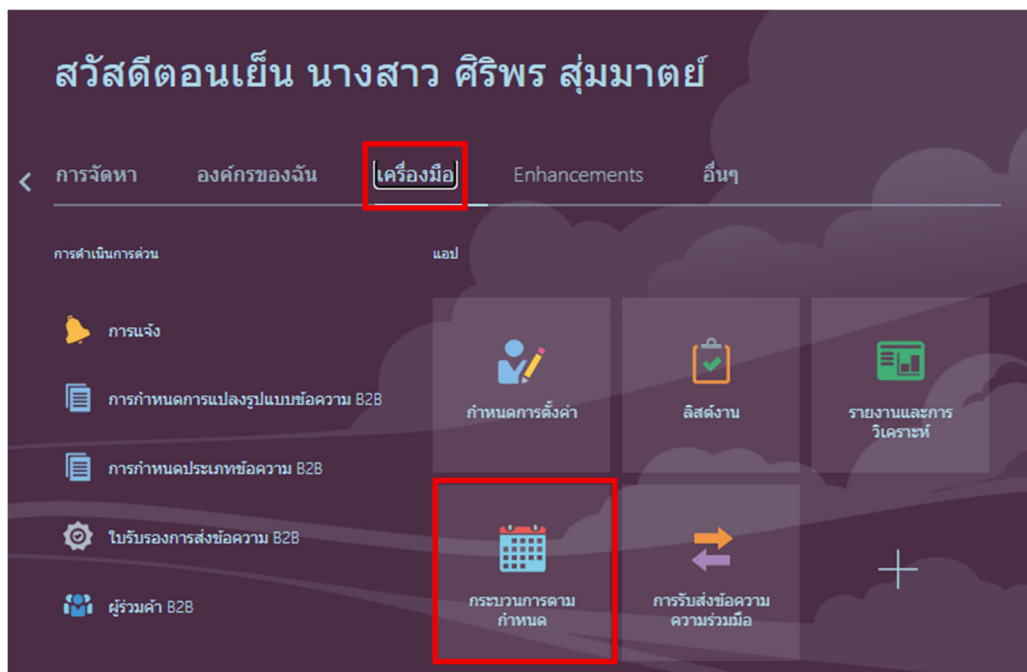 สวัสดีตอนเย็น นางสาว ศิริพร สุ่มมาตย์
การจัดหา องค์กรของฉัน เครื่องมือ Enhancements อื่นๆ
การดำเนินการด่วน
แอป
การแจ้ง
การกำหนดการแปลงรูปแบบข้อความ B2B
การกำหนดประเภทข้อความ B2B
ใบรับรองการส่งข้อความ B2B
ผู้ร่วมค้า B2B
กำหนดการตั้งค่า
ลิสต์งาน
รายงานและการ
วิเคราะห์
กระบวนการตาม
กำหนด
การรับส่งข้อความ
ความร่วมมือ